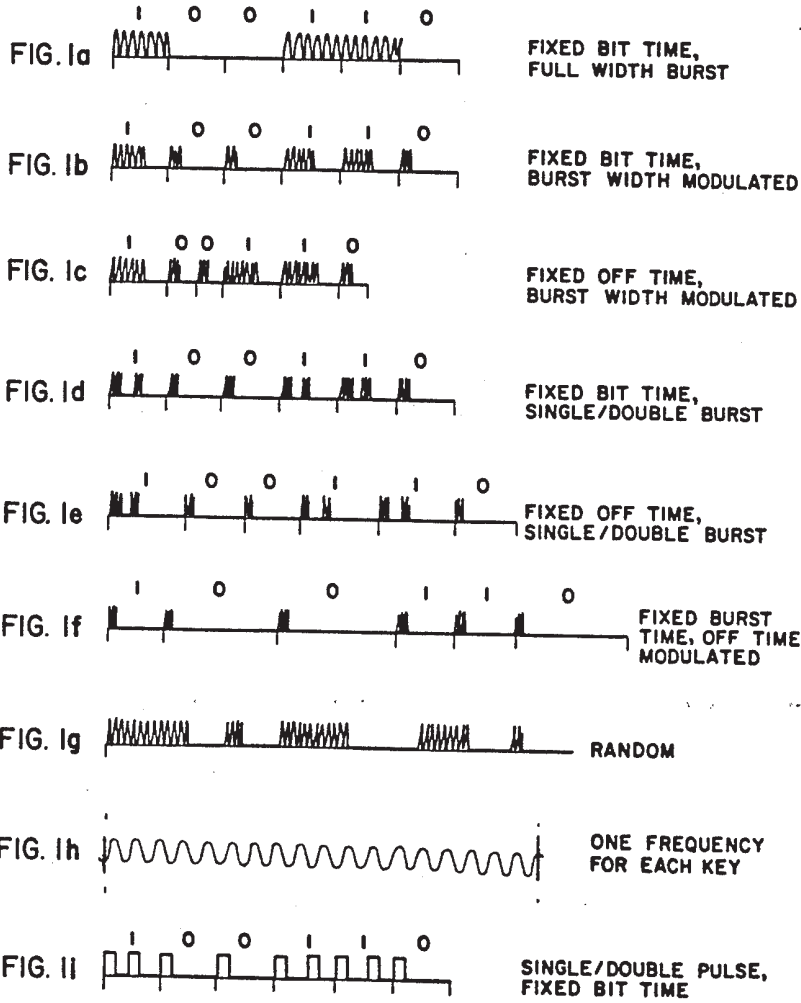 1 0 0 1 1 0
FIG. 1a
FIXED BIT TIME,
FULL WIDTH BURST
1 0 0 1 1 0
FIG. 1b
FIXED BIT TIME,
BURST WIDTH MODULATED
1 0 0 1 1 0
FIG. 1c
FIXED OFF TIME,
BURST WIDTH MODULATED
1 0 0 1 1 0
FIG. 1d
FIXED BIT TIME,
SINGLE/DOUBLE BURST
1 0 0 1 1 0
FIG. 1e
FIXED OFF TIME,
SINGLE/DOUBLE BURST
1 0 0 1 1 0
FIG. 1f
FIXED BURST
TIME, OFF TIME
MODULATED
FIG. 1g
RANDOM
FIG. 1h
ONE FREQUENCY
FOR EACH KEY
1 0 0 1 1 0
FIG. 1i
SINGLE/DOUBLE PULSE,
FIXED BIT TIME